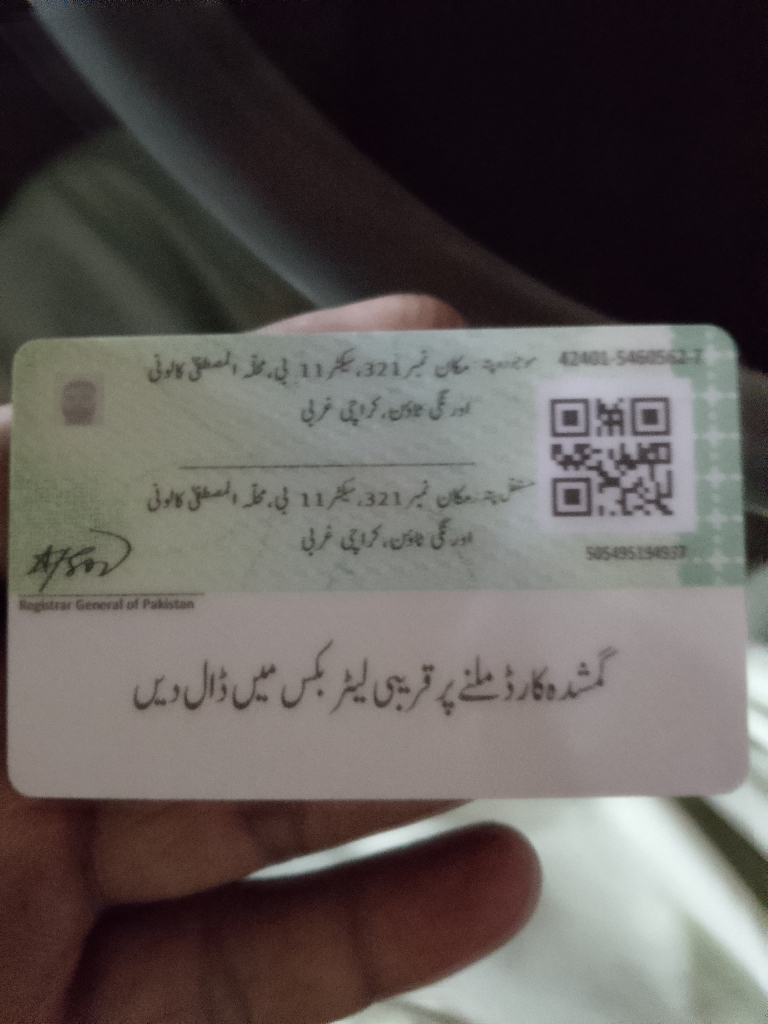 42401-5460562-7
موجودہ پتہ: مکان نمبر 321، سیکٹر 11 بی، محلہ المصطفیٰ کالونی
اورنگی ٹاؤن، کراچی غربی
مستقل پتہ: مکان نمبر 321، سیکٹر 11 بی، محلہ المصطفیٰ کالونی
اورنگی ٹاؤن، کراچی غربی
505495194937
Registrar General of Pakistan
گمشدہ کارڈ ملنے پر قریبی لیٹر بکس میں ڈال دیں